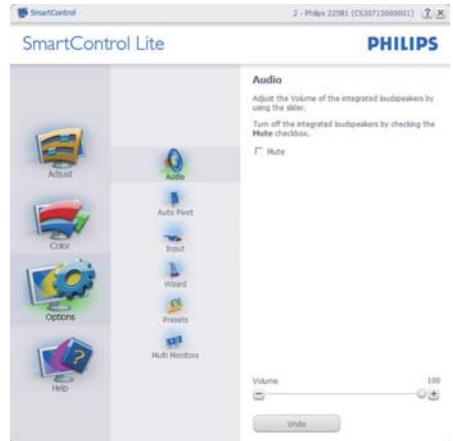 SmartControl
2 - Philips 225B1 (CS30715000001)
SmartControl Lite
PHILIPS
Adjust
Color
Options
Help
Audio
Auto Pivot
Input
Wizard
Presets
Multi Monitors
Audio
Adjust the Volume of the integrated loudspeakers by
using the slider.
Turn off the integrated loudspeakers by checking the
Mute checkbox.
Mute
Volume 100
Undo